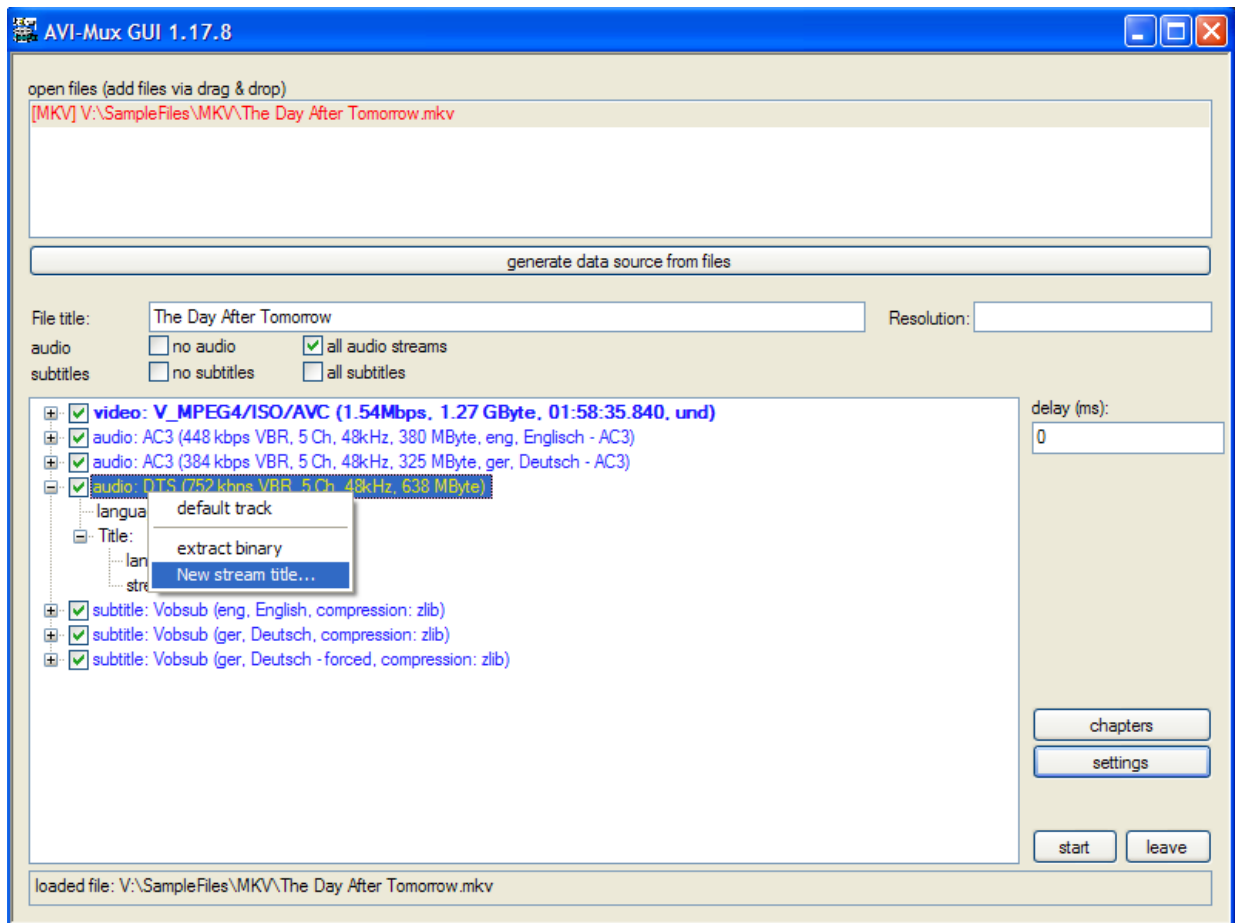 AVI-Mux GUI 1.17.8
open files (add files via drag & drop)
[MKV] V:\SampleFiles\MKV\The Day After Tomorrow.mkv
generate data source from files
File title: The Day After Tomorrow Resolution:
audio no audio all audio streams
subtitles no subtitles all subtitles
video: V_MPEG4/ISO/AVC (1.54Mbps, 1.27 GByte, 01:58:35.840, und)
delay (ms):
audio: AC3 (448 kbps VBR, 5 Ch, 48kHz, 380 MByte, eng, Englisch - AC3)
0
audio: AC3 (384 kbps VBR, 5 Ch, 48kHz, 325 MByte, ger, Deutsch - AC3)
audio: DTS (752 kbps VBR, 5 Ch, 48kHz, 638 MByte)
langua
default track
Title:
extract binary
lan
New stream title...
stre
subtitle: Vobsub (eng, English, compression: zlib)
subtitle: Vobsub (ger, Deutsch, compression: zlib)
subtitle: Vobsub (ger, Deutsch - forced, compression: zlib)
chapters
settings
start leave
loaded file: V:\SampleFiles\MKV\The Day After Tomorrow.mkv